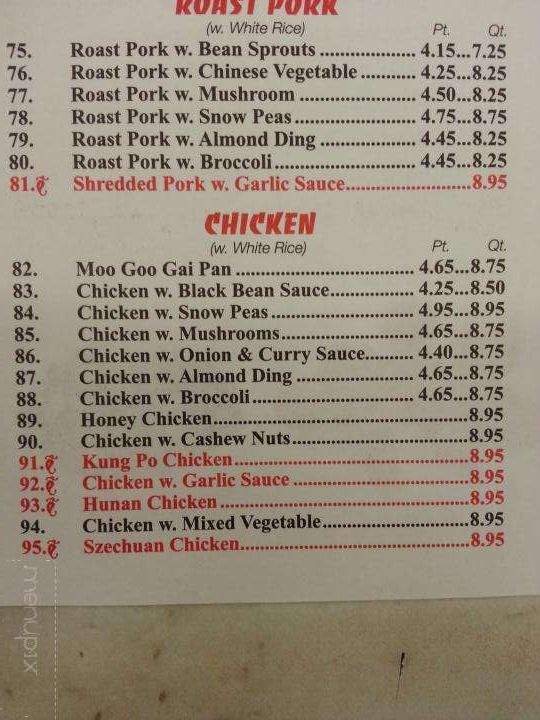 ROAST PORK
(w. White Rice) Pt. Qt.
75. Roast Pork w. Bean Sprouts .................. 4.15...7.25
76. Roast Pork w. Chinese Vegetable .......... 4.25...8.25
77. Roast Pork w. Mushroom ...................... 4.50...8.25
78. Roast Pork w. Snow Peas ....................... 4.75...8.75
79. Roast Pork w. Almond Ding .................. 4.45...8.25
80. Roast Pork w. Broccoli ........................... 4.45...8.25
81. Shredded Pork w. Garlic Sauce........................8.95
CHICKEN
(w. White Rice) Pt. Qt.
82. Moo Goo Gai Pan .................................. 4.65...8.75
83. Chicken w. Black Bean Sauce................ 4.25...8.50
84. Chicken w. Snow Peas ........................... 4.95...8.95
85. Chicken w. Mushrooms......................... 4.65...8.75
86. Chicken w. Onion & Curry Sauce......... 4.40...8.75
87. Chicken w. Almond Ding ...................... 4.65...8.75
88. Chicken w. Broccoli ............................... 4.65...8.75
89. Honey Chicken.................................................8.95
90. Chicken w. Cashew Nuts..................................8.95
91. Kung Po Chicken.............................................8.95
92. Chicken w. Garlic Sauce ..................................8.95
93. Hunan Chicken ................................................8.95
94. Chicken w. Mixed Vegetable............................8.95
95. Szechuan Chicken............................................8.95
menupix